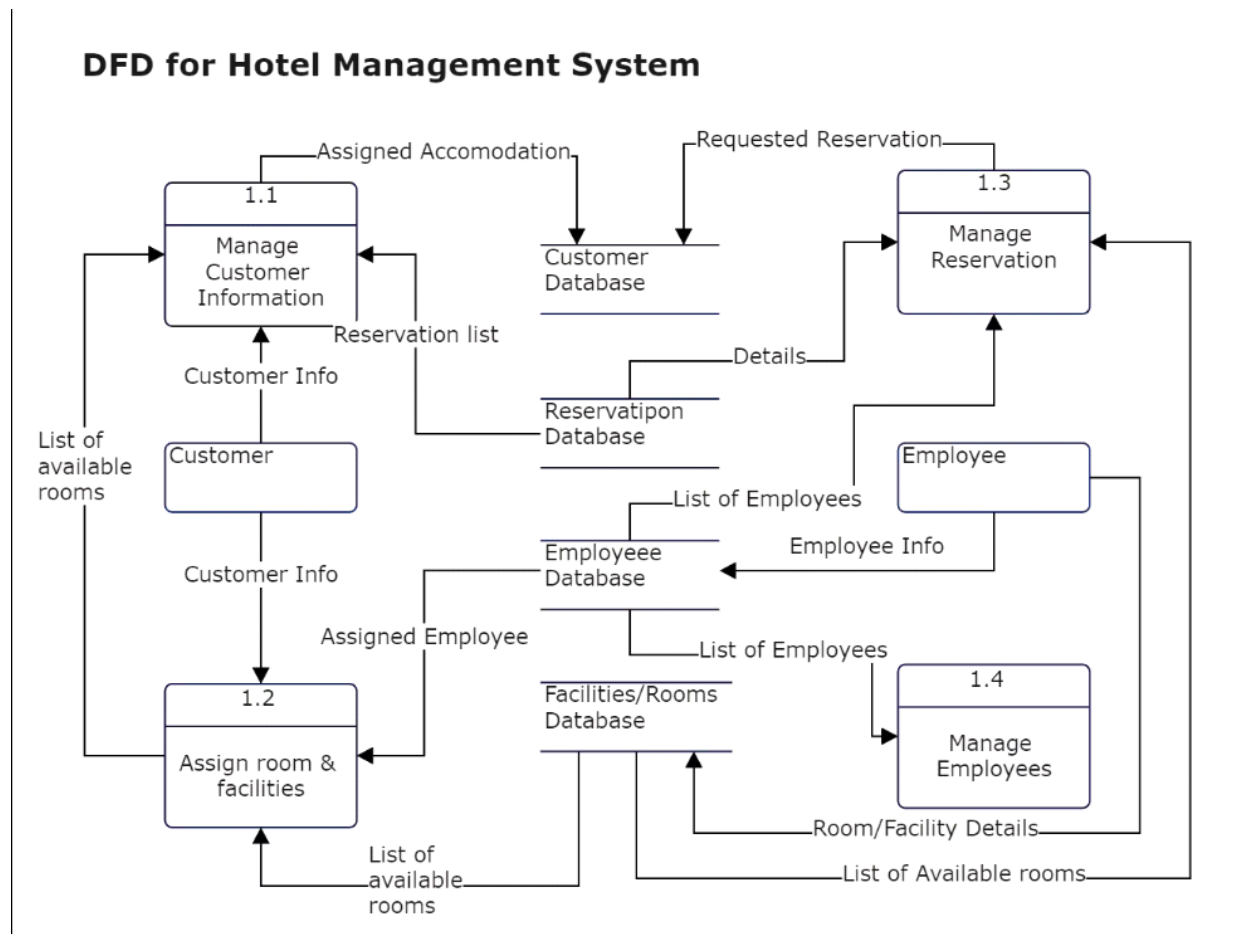 DFD for Hotel Management System
Assigned Accomodation
Requested Reservation
1.1
Manage
Customer
Information
1.3
Manage
Reservation
Customer
Database
Reservation list
Details
Customer Info
Reservatipon
Database
List of
available
rooms
Customer
Employee
List of Employees
Employee Info
Employeee
Database
Customer Info
Assigned Employee
List of Employees
1.2
Assign room &
facilities
Facilities/Rooms
Database
1.4
Manage
Employees
Room/Facility Details
List of
available
rooms
List of Available rooms